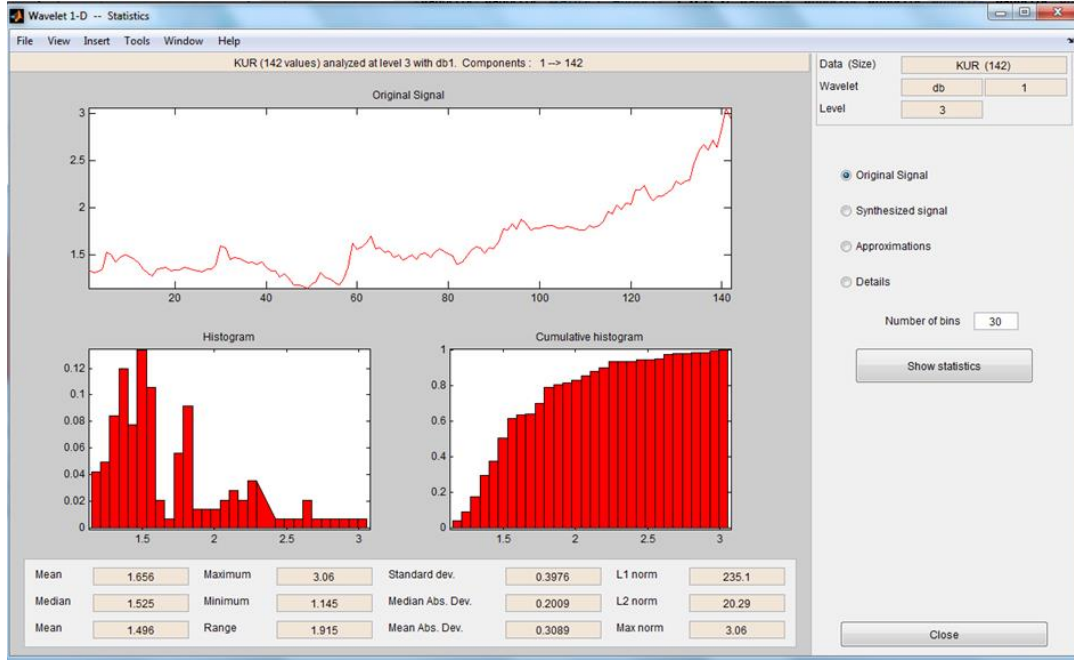 Wavelet 1-D -- Statistics
File View Insert Tools Window Help
KUR (142 values) analyzed at level 3 with db1. Components : 1 --> 142
Data (Size) KUR (142)
Wavelet db 1
Level 3
Original Signal
3
2.5
2
1.5
20 40 60 80 100 120 140
Original Signal
Synthesized signal
Approximations
Details
Number of bins 30
Show statistics
Histogram
0.12
0.1
0.08
0.06
0.04
0.02
0
1.5 2 2.5 3
Cumulative histogram
1
0.8
0.6
0.4
0.2
0
1.5 2 2.5 3
Mean 1.656 Maximum 3.06 Standard dev. 0.3976 L1 norm 235.1
Median 1.525 Minimum 1.145 Median Abs. Dev. 0.2009 L2 norm 20.29
Mean 1.496 Range 1.915 Mean Abs. Dev. 0.3089 Max norm 3.06
Close